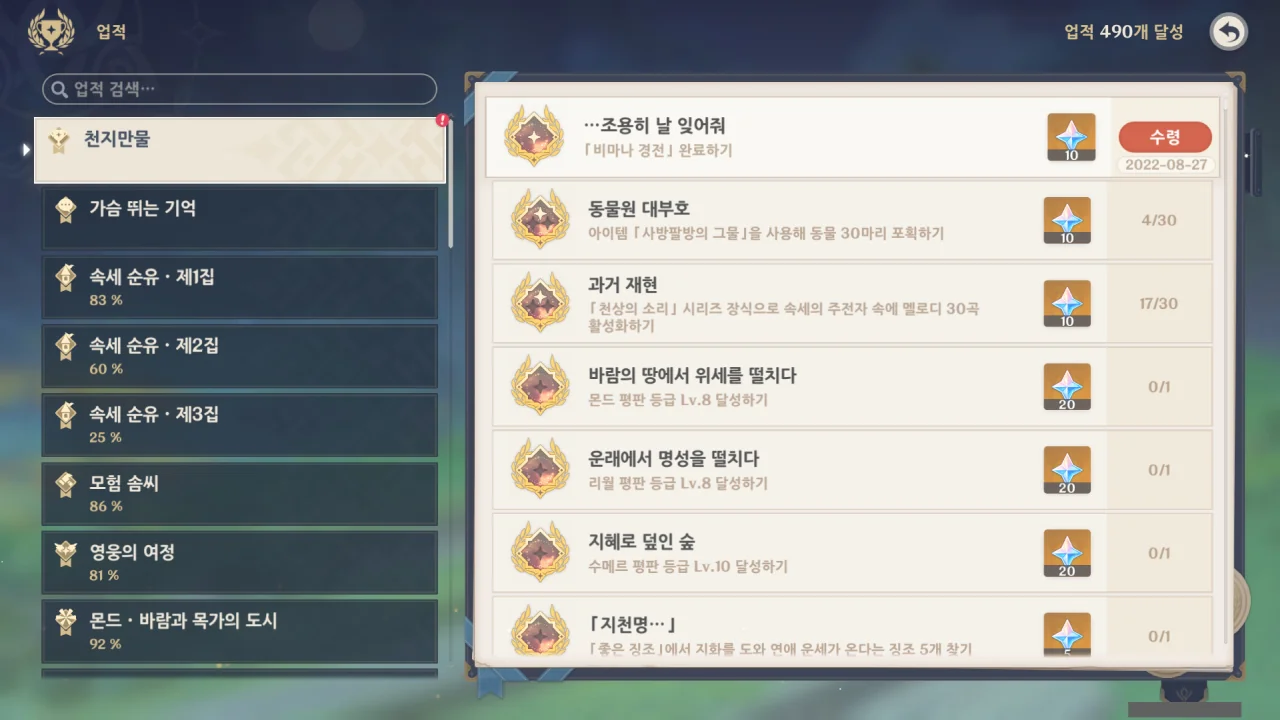 업적
업적 490개 달성
업적 검색…
천지만물
가슴 뛰는 기억
속세 순유 · 제1집
83 %
속세 순유 · 제2집
60 %
속세 순유 · 제3집
25 %
모험 솜씨
86 %
영웅의 여정
81 %
몬드 · 바람과 목가의 도시
92 %
…조용히 날 잊어줘
「비마나 경전」 완료하기
10
수령
2022-08-27
동물원 대부호
아이템 「사방팔방의 그물」을 사용해 동물 30마리 포획하기
10
4/30
과거 재현
「천상의 소리」 시리즈 장식으로 속세의 주전자 속에 멜로디 30곡
활성화하기
10
17/30
바람의 땅에서 위세를 떨치다
몬드 평판 등급 Lv.8 달성하기
20
0/1
운래에서 명성을 떨치다
리월 평판 등급 Lv.8 달성하기
20
0/1
지혜로 덮인 숲
수메르 평판 등급 Lv.10 달성하기
20
0/1
「지천명…」
「좋은 징조」에서 지화를 도와 연애 운세가 온다는 징조 5개 찾기
5
0/1